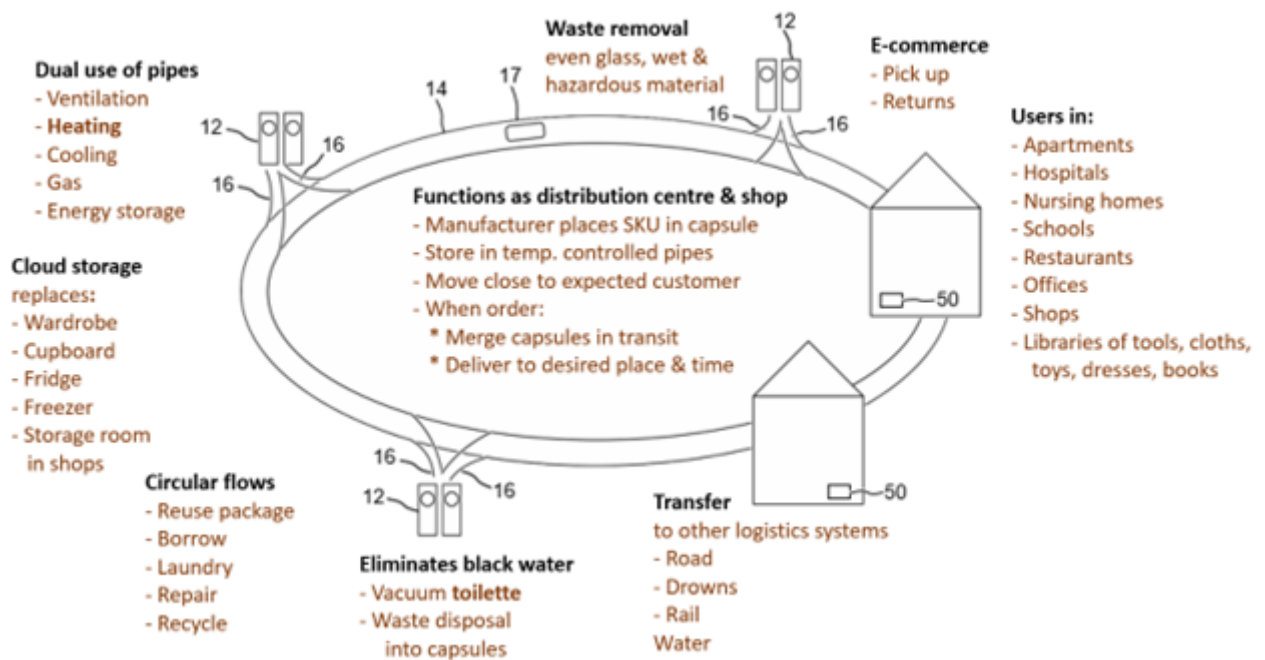 Dual use of pipes
- Ventilation
- Heating
- Cooling
- Gas
- Energy storage
12
16
16
14
17
Waste removal
even glass, wet &
hazardous material
12
16
16
E-commerce
- Pick up
- Returns
Users in:
- Apartments
- Hospitals
- Nursing homes
- Schools
- Restaurants
- Offices
- Shops
- Libraries of tools, cloths,
toys, dresses, books
Functions as distribution centre & shop
- Manufacturer places SKU in capsule
- Store in temp. controlled pipes
- Move close to expected customer
- When order:
* Merge capsules in transit
* Deliver to desired place & time
50
Cloud storage
replaces:
- Wardrobe
- Cupboard
- Fridge
- Freezer
- Storage room
in shops
Circular flows
- Reuse package
- Borrow
- Laundry
- Repair
- Recycle
16
16
12
Eliminates black water
- Vacuum toilette
- Waste disposal
into capsules
50
Transfer
to other logistics systems
- Road
- Drowns
- Rail
Water